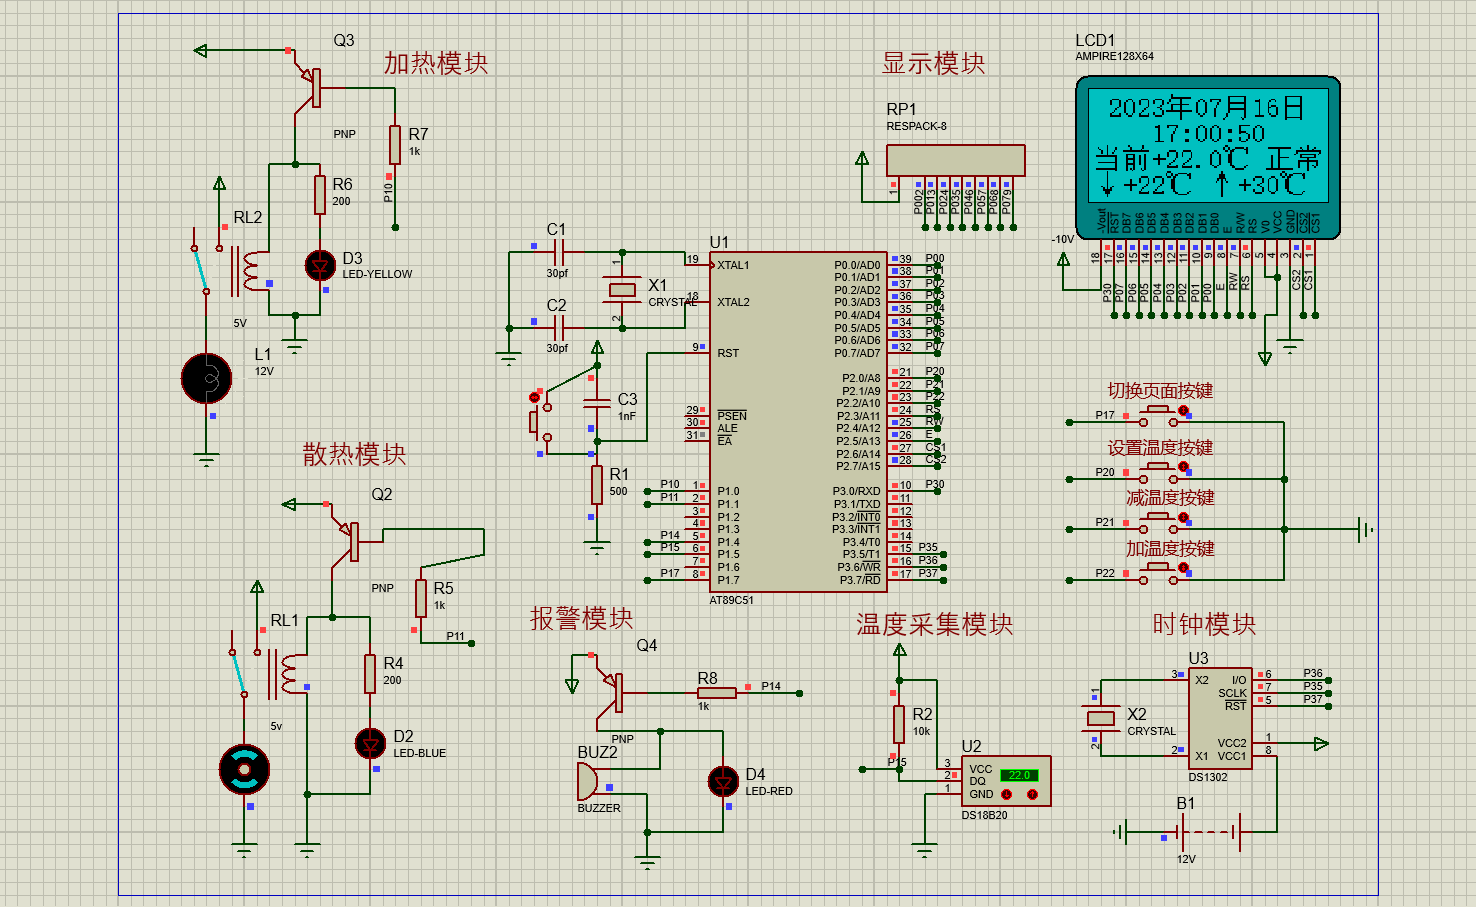 Q3
加热模块
PNP
R7
1k
P10
R6
200
RL2
5V
D3
LED-YELLOW
L1
12V
显示模块
RP1
RESPACK-8
1
P002
P013
P024
P035
P046
P057
P068
P079
LCD1
AMPIRE128X64
2023年07月16日
17:00:50
当前+22.0℃ 正常
↓ +22℃ ↑ +30℃
-Vout
RST
DB7
DB6
DB5
DB4
DB3
DB2
DB1
DB0
E
R/W
RS
V0
VCC
GND
CS2
CS1
-10V
18
17
16
15
14
13
12
11
10
9
8
7
6
5
4
3
2
1
P30
P07
P06
P05
P04
P03
P02
P01
P00
E
RW
RS
CS2
CS1
C1
30pf
C2
30pf
X1
CRYSTAL
1
2
C3
1nF
R1
500
U1
19 XTAL1
18 XTAL2
9 RST
29 PSEN
30 ALE
31 EA
P10 1 P1.0
P11 2 P1.1
3 P1.2
4 P1.3
P14 5 P1.4
P15 6 P1.5
7 P1.6
P17 8 P1.7
P0.0/AD0 39 P00
P0.1/AD1 38 P01
P0.2/AD2 37 P02
P0.3/AD3 36 P03
P0.4/AD4 35 P04
P0.5/AD5 34 P05
P0.6/AD6 33 P06
P0.7/AD7 32 P07
P2.0/A8 21 P20
P2.1/A9 22 P21
P2.2/A10 23 P22
P2.3/A11 24 RS
P2.4/A12 25 RW
P2.5/A13 26 E
P2.6/A14 27 CS1
P2.7/A15 28 CS2
P3.0/RXD 10 P30
P3.1/TXD 11
P3.2/INT0 12
P3.3/INT1 13
P3.4/T0 14
P3.5/T1 15 P35
P3.6/WR 16 P36
P3.7/RD 17 P37
AT89C51
切换页面按键
P17
设置温度按键
P20
减温度按键
P21
加温度按键
P22
散热模块
Q2
PNP
R5
1k
P11
RL1
5v
R4
200
D2
LED-BLUE
报警模块
Q4
PNP
R8
1k
P14
BUZ2
BUZZER
D4
LED-RED
温度采集模块
R2
10k
P15
U2
3 VCC
2 DQ
1 GND
22.0
DS18B20
时钟模块
U3
3 X2
2 X1
I/O 6 P36
SCLK 7 P35
RST 5 P37
VCC2 1
VCC1 8
DS1302
X2
CRYSTAL
1
2
B1
12V